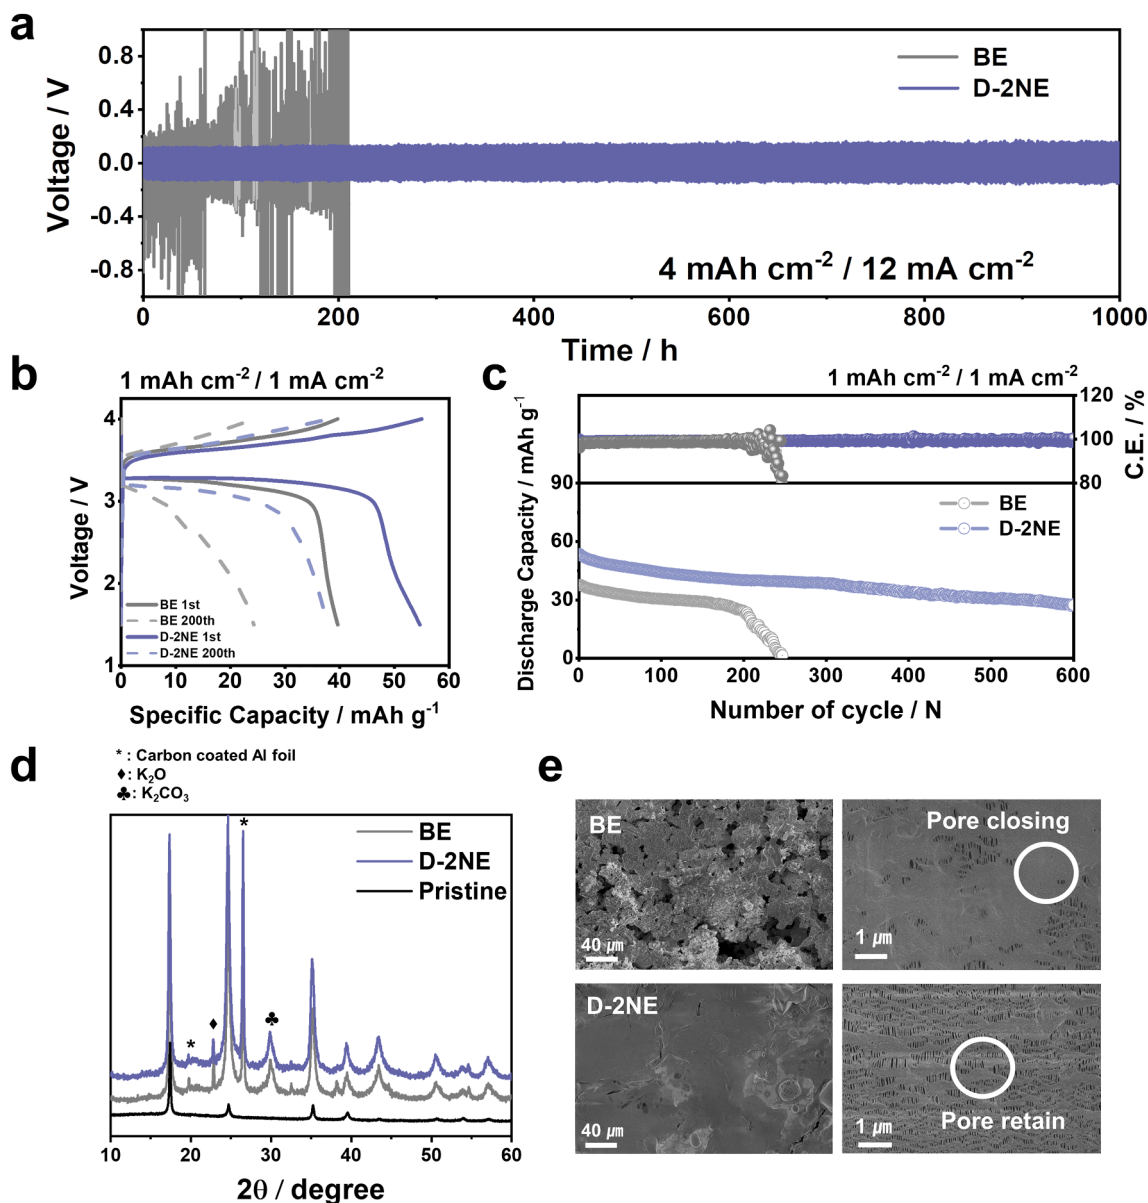 a
0.8
0.4
0.0
-0.4
-0.8
Voltage / V
BE
D-2NE
4 mAh cm-2 / 12 mA cm-2
0 200 400 600 800 1000
Time / h
b
1 mAh cm-2 / 1 mA cm-2
4
3
2
1
Voltage / V
BE 1st
BE 200th
D-2NE 1st
D-2NE 200th
0 10 20 30 40 50 60
Specific Capacity / mAh g-1
c
1 mAh cm-2 / 1 mA cm-2
120
100
80
C.E. / %
90
60
30
0
Discharge Capacity / mAh g-1
BE
D-2NE
0 100 200 300 400 500 600
Number of cycle / N
d
* : Carbon coated Al foil
♦: K2O
♣: K2CO3
BE
D-2NE
Pristine
*
*
♦
♣
10 20 30 40 50 60
2θ / degree
e
BE
40 µm
Pore closing
1 µm
D-2NE
40 µm
Pore retain
1 µm